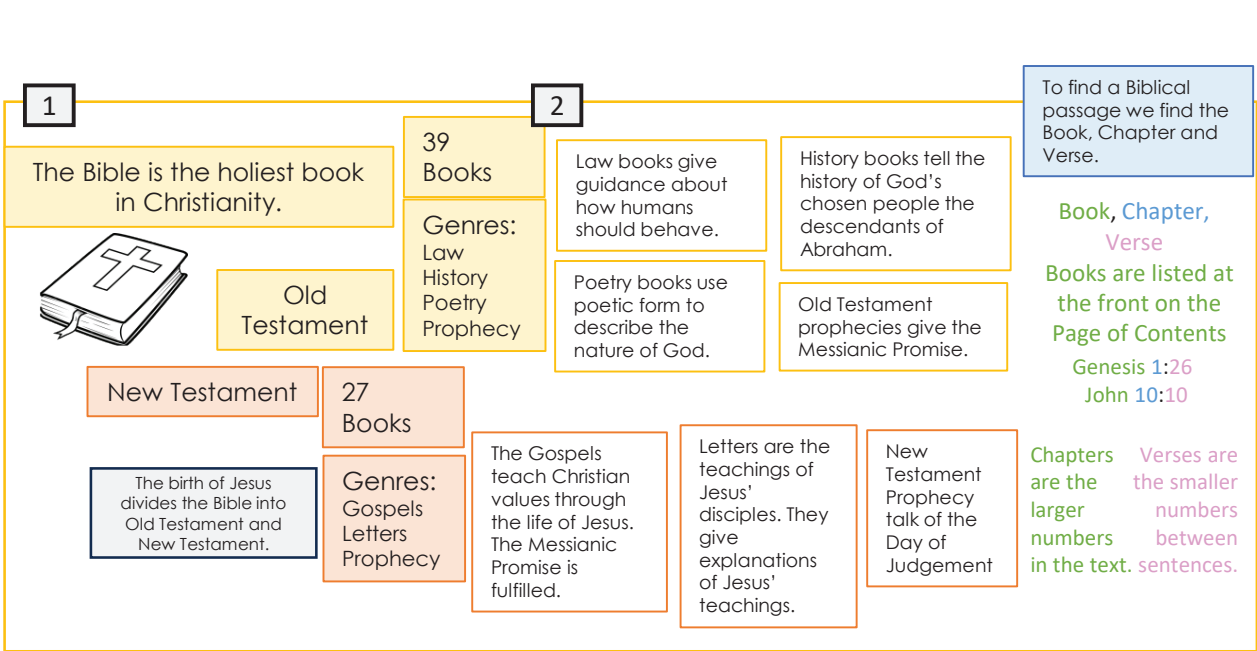 1
The Bible is the holiest book
in Christianity.
Old
Testament
39
Books
Genres:
Law
History
Poetry
Prophecy
2
Law books give
guidance about
how humans
should behave.
History books tell the
history of God's
chosen people the
descendants of
Abraham.
Poetry books use
poetic form to
describe the
nature of God.
Old Testament
prophecies give the
Messianic Promise.
New Testament
27
Books
The birth of Jesus
divides the Bible into
Old Testament and
New Testament.
Genres:
Gospels
Letters
Prophecy
The Gospels
teach Christian
values through
the life of Jesus.
The Messianic
Promise is
fulfilled.
Letters are the
teachings of
Jesus'
disciples. They
give
explanations
of Jesus'
teachings.
New
Testament
Prophecy
talk of the
Day of
Judgement
To find a Biblical
passage we find the
Book, Chapter and
Verse.
Book, Chapter,
Verse
Books are listed at
the front on the
Page of Contents
Genesis 1:26
John 10:10
Chapters
are the
larger
numbers
in the text.
Verses are
the smaller
numbers
between
sentences.